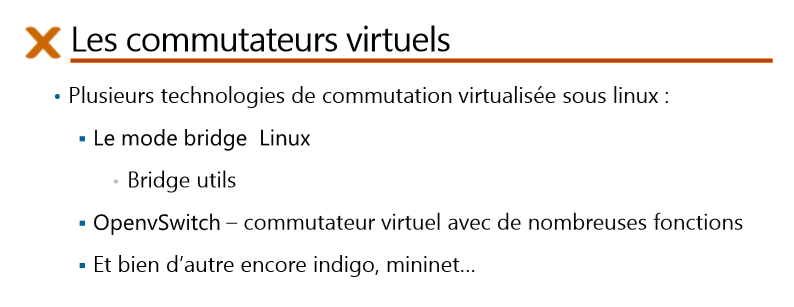 Les commutateurs virtuels
• Plusieurs technologies de commutation virtualisée sous linux :
▪ Le mode bridge  Linux
• Bridge utils
▪ OpenvSwitch – commutateur virtuel avec de nombreuses fonctions
▪ Et bien d'autre encore indigo, mininet…